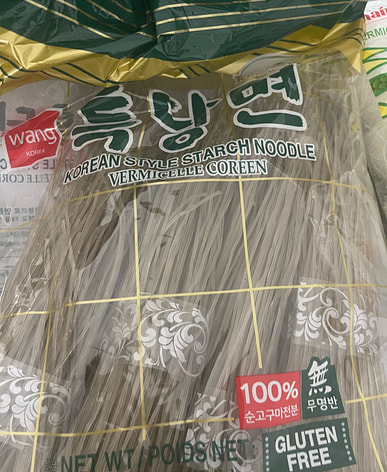 wang
KOREA
특 당 면
KOREAN STYLE STARCH NOODLE
VERMICELLE COREEN
100%
순고구마전분
無
무명반
NET WT / POIDS NET
GLUTEN
FREE